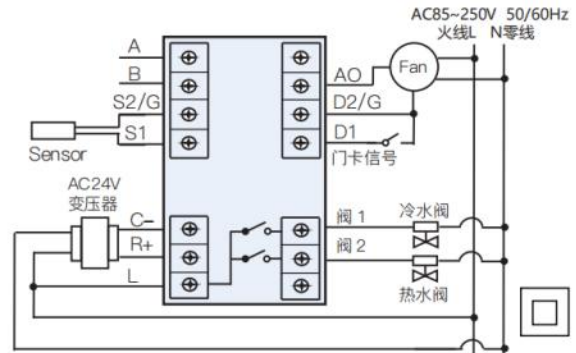 AC85~250V 50/60Hz
火线L N零线
A
B
S2/G
S1
Sensor
AO
Fan
D2/G
D1
门卡信号
AC24V
变压器
C-
R+
L
阀 1
冷水阀
阀 2
热水阀